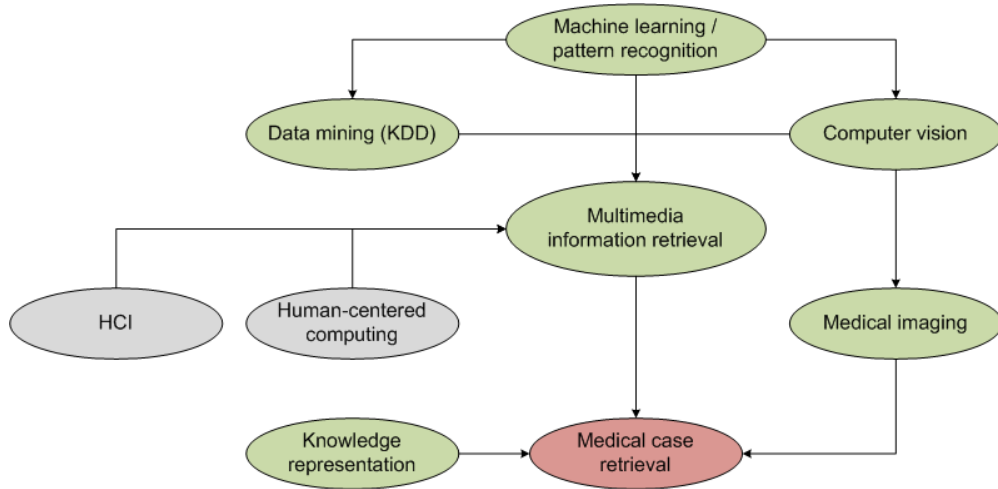 Machine learning /
pattern recognition
Data mining (KDD)
Computer vision
Multimedia
information retrieval
HCI
Human-centered
computing
Medical imaging
Knowledge
representation
Medical case
retrieval